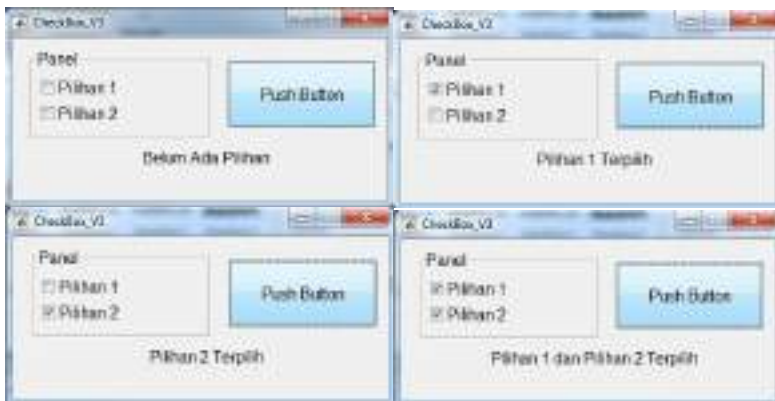 CheckBox_V3
Panel
Pilihan 1
Pilihan 2
Push Button
Belum Ada Pilihan
CheckBox_V3
Panel
Pilihan 1
Pilihan 2
Push Button
Pilihan 1 Terpilih
CheckBox_V3
Panel
Pilihan 1
Pilihan 2
Push Button
Pilihan 2 Terpilih
CheckBox_V3
Panel
Pilihan 1
Pilihan 2
Push Button
Pilihan 1 dan Pilihan 2 Terpilih